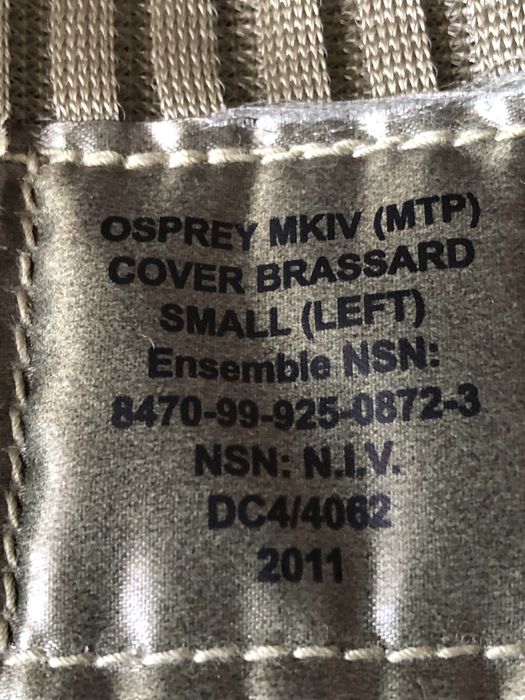 OSPREY MKIV (MTP)
COVER BRASSARD
SMALL (LEFT)
Ensemble NSN:
8470-99-925-0872-3
NSN: N.I.V.
DC4/4062
2011